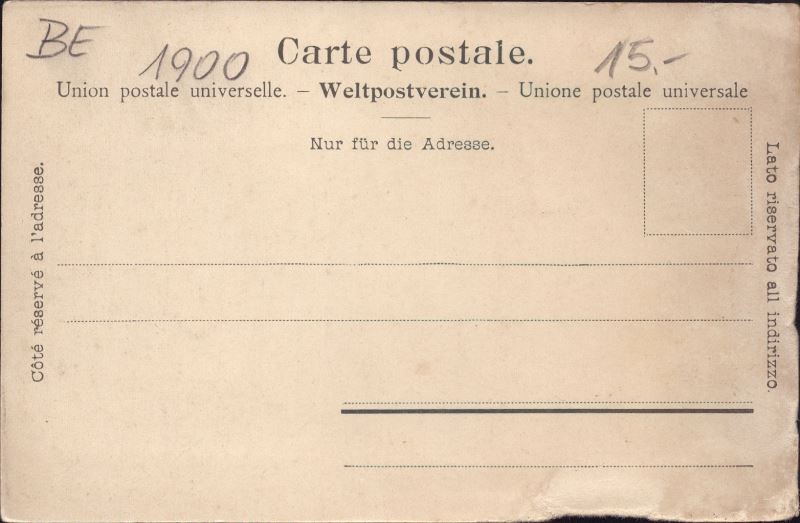 BE
1900
Carte postale.
15.-
Union postale universelle. – Weltpostverein. – Unione postale universale
Nur für die Adresse.
Côté réservé à l'adresse.
Lato riservato all indirizzo.